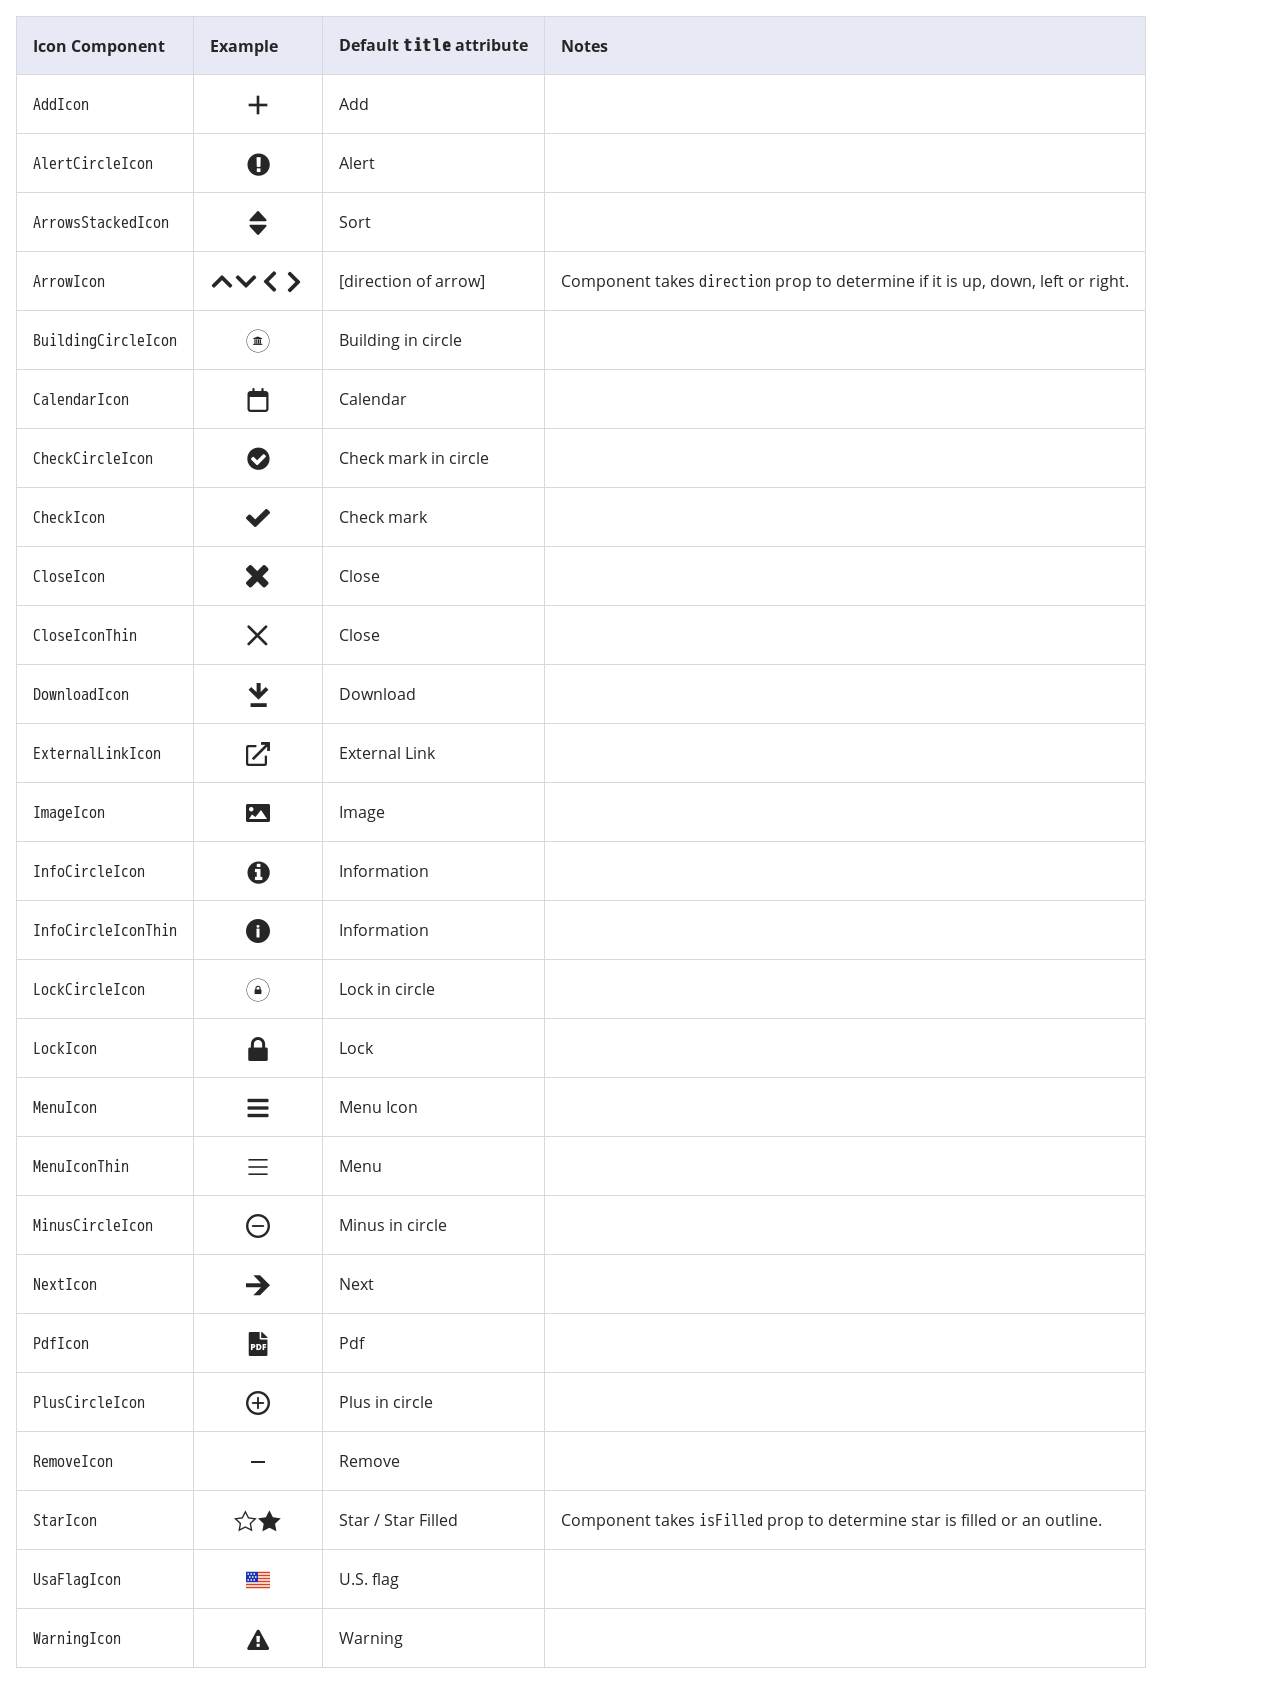 Icon Component Example Default title attribute Notes
AddIcon Add
AlertCircleIcon Alert
ArrowsStackedIcon Sort
ArrowIcon [direction of arrow] Component takes direction prop to determine if it is up, down, left or right.
BuildingCircleIcon Building in circle
CalendarIcon Calendar
CheckCircleIcon Check mark in circle
CheckIcon Check mark
CloseIcon Close
CloseIconThin Close
DownloadIcon Download
ExternalLinkIcon External Link
ImageIcon Image
InfoCircleIcon Information
InfoCircleIconThin Information
LockCircleIcon Lock in circle
LockIcon Lock
MenuIcon Menu Icon
MenuIconThin Menu
MinusCircleIcon Minus in circle
NextIcon Next
PdfIcon PDF Pdf
PlusCircleIcon Plus in circle
RemoveIcon Remove
StarIcon Star / Star Filled Component takes isFilled prop to determine star is filled or an outline.
UsaFlagIcon U.S. flag
WarningIcon Warning